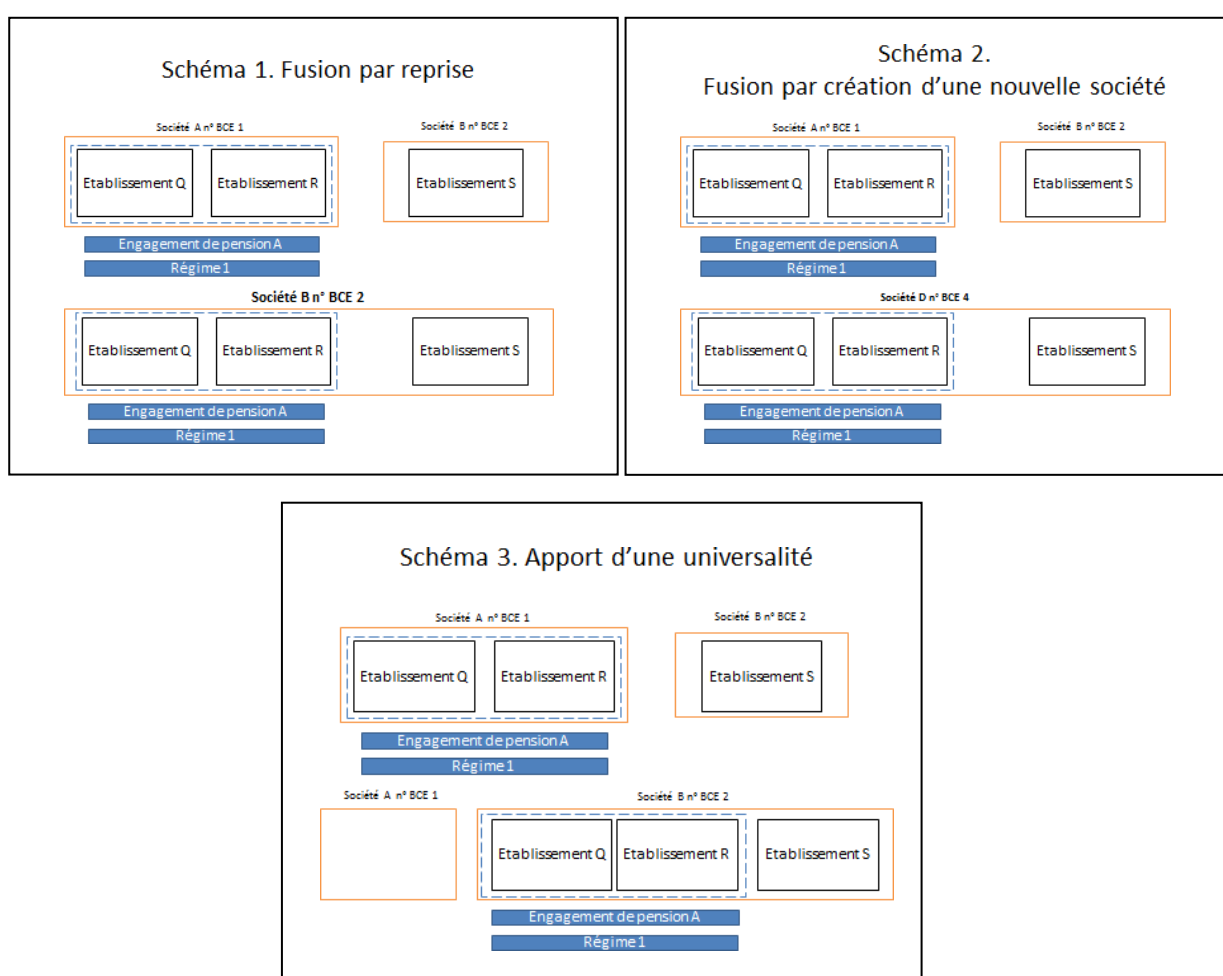 Schéma 1. Fusion par reprise
Société A n° BCE 1
Société B n° BCE 2
Etablissement Q
Etablissement R
Etablissement S
Engagement de pension A
Régime 1
Société B n° BCE 2
Etablissement Q
Etablissement R
Etablissement S
Engagement de pension A
Régime 1
Schéma 2.
Fusion par création d’une nouvelle société
Société A n° BCE 1
Société B n° BCE 2
Etablissement Q
Etablissement R
Etablissement S
Engagement de pension A
Régime 1
Société D n° BCE 4
Etablissement Q
Etablissement R
Etablissement S
Engagement de pension A
Régime 1
Schéma 3. Apport d’une universalité
Société A n° BCE 1
Société B n° BCE 2
Etablissement Q
Etablissement R
Etablissement S
Engagement de pension A
Régime 1
Société A n° BCE 1
Société B n° BCE 2
Etablissement Q
Etablissement R
Etablissement S
Engagement de pension A
Régime 1